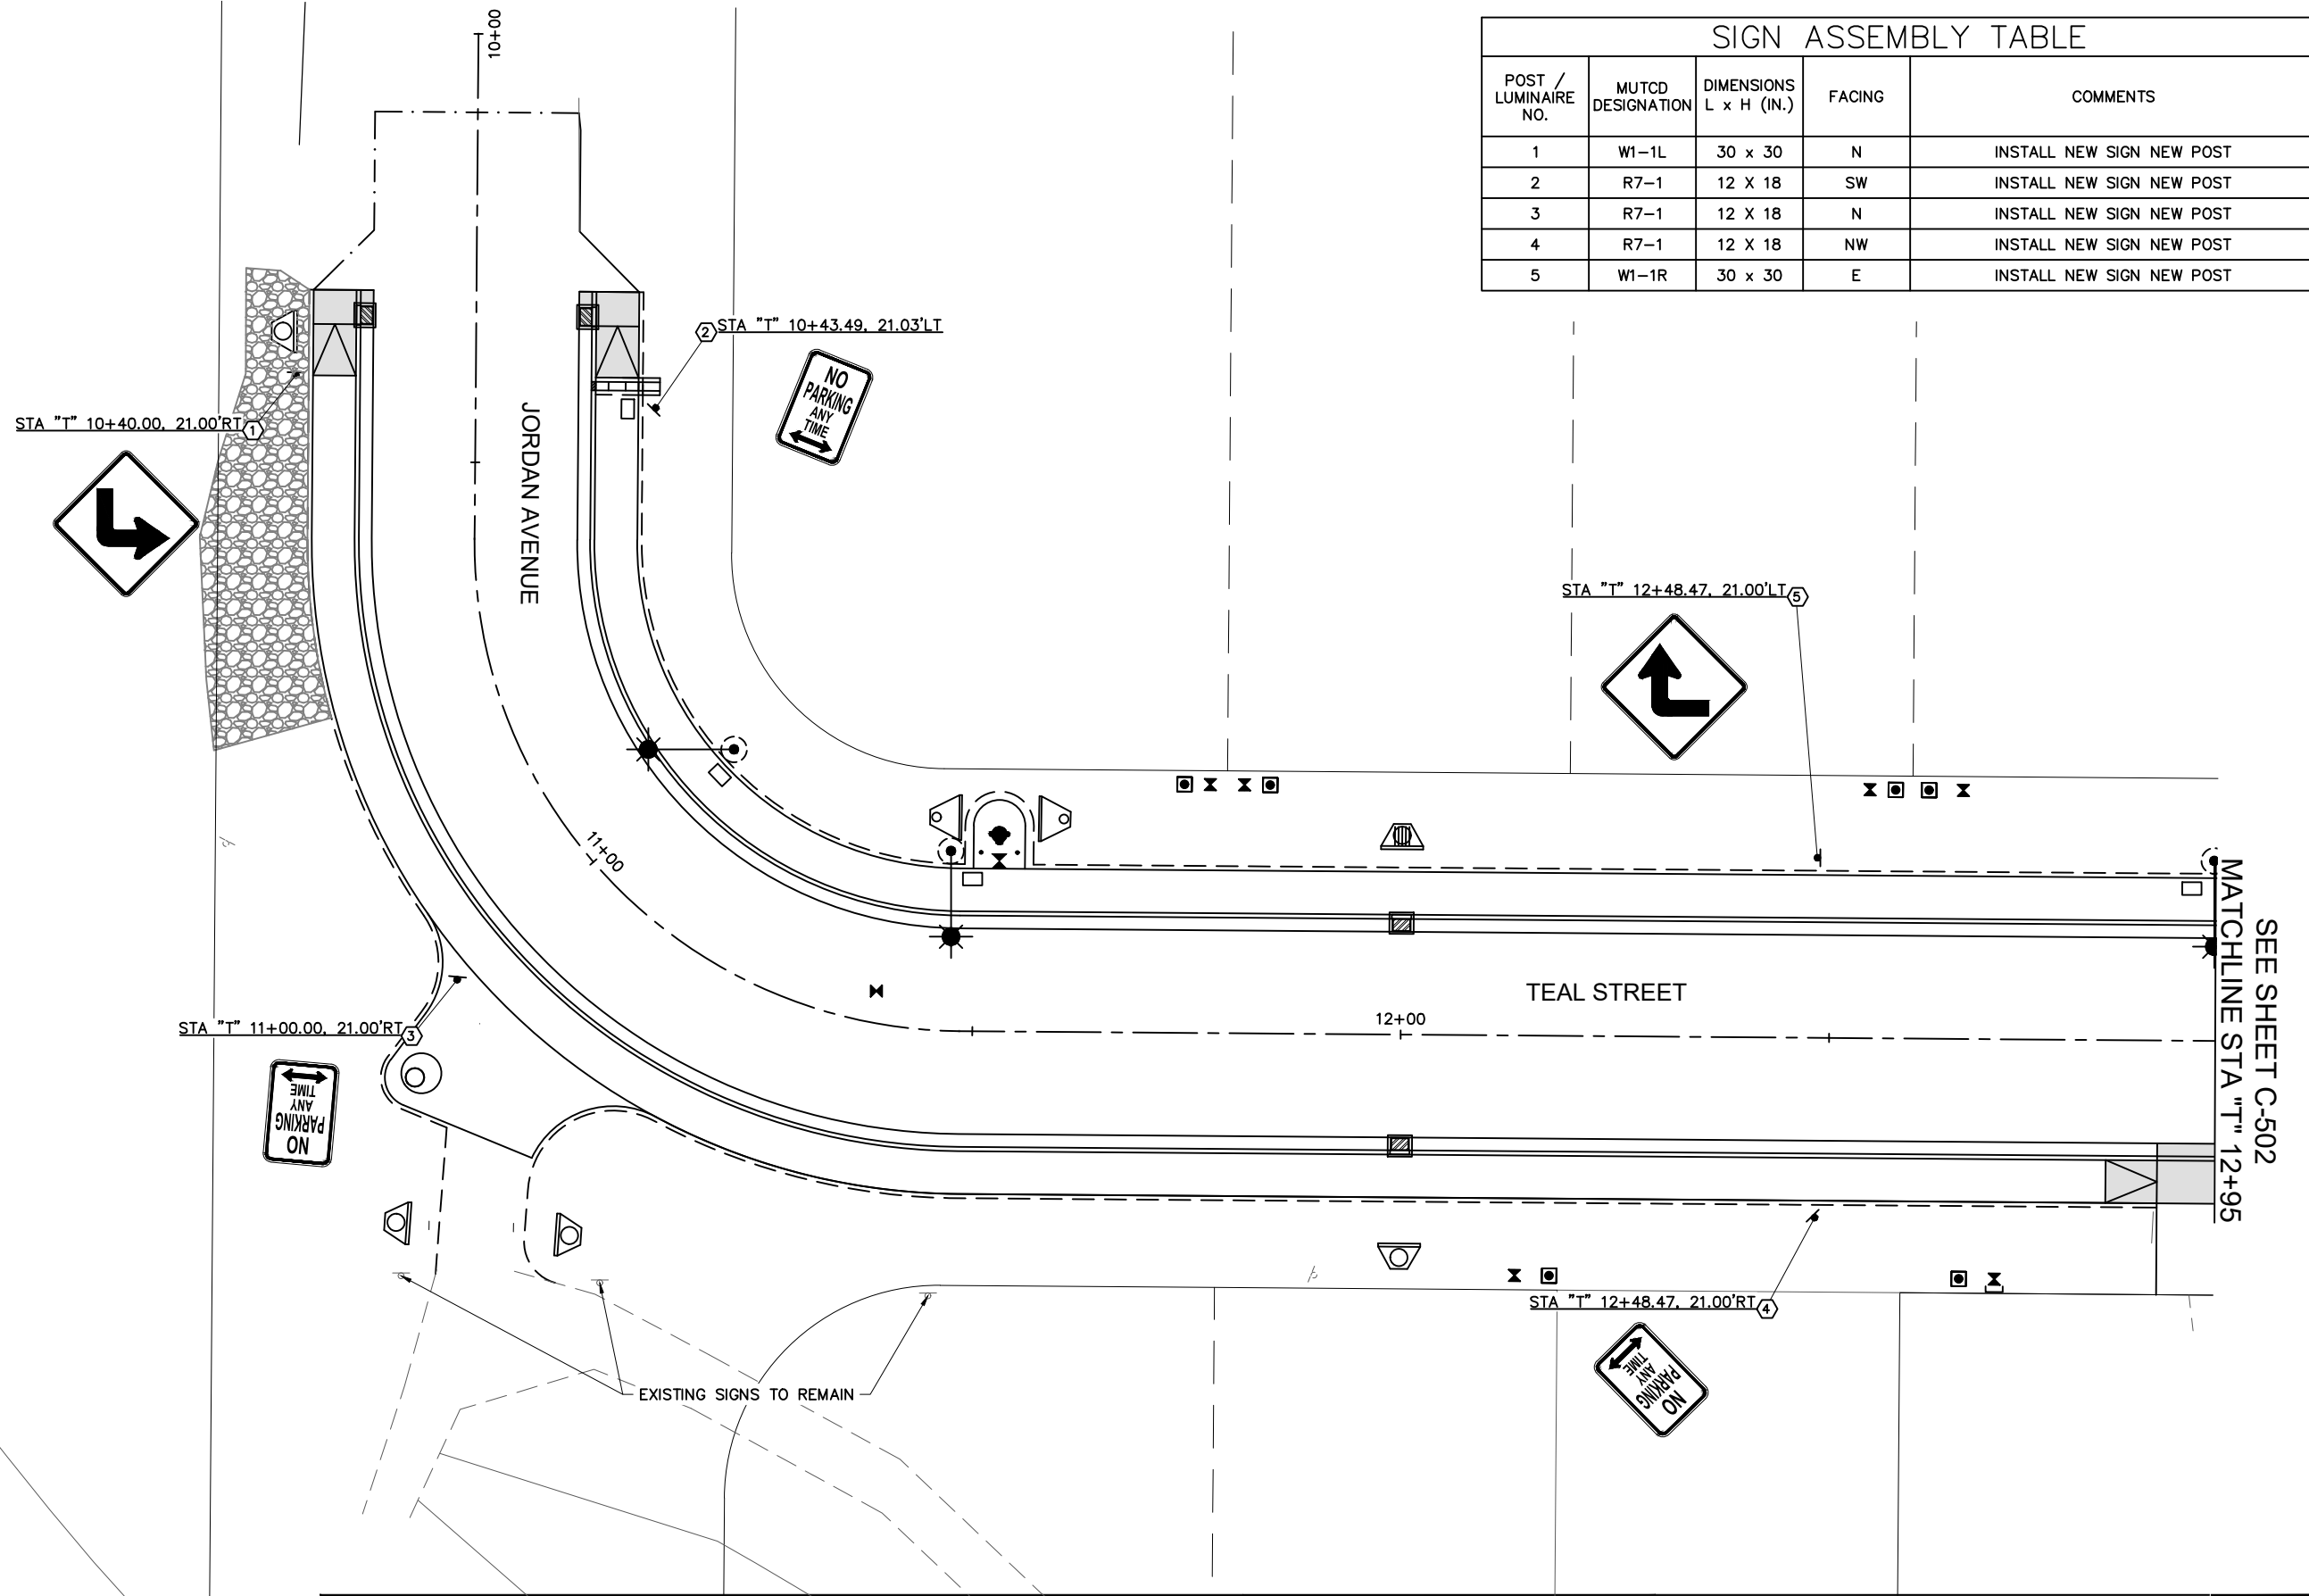 10+00
SIGN ASSEMBLY TABLE
POST / LUMINAIRE NO. MUTCD DESIGNATION DIMENSIONS L x H (IN.) FACING COMMENTS
1 W1-1L 30 x 30 N INSTALL NEW SIGN NEW POST
2 R7-1 12 X 18 SW INSTALL NEW SIGN NEW POST
3 R7-1 12 X 18 N INSTALL NEW SIGN NEW POST
4 R7-1 12 X 18 NW INSTALL NEW SIGN NEW POST
5 W1-1R 30 x 30 E INSTALL NEW SIGN NEW POST
2 STA "T" 10+43.49, 21.03'LT
NO
PARKING
ANY
TIME
STA "T" 10+40.00, 21.00'RT 1
JORDAN AVENUE
STA "T" 12+48.47, 21.00'LT 5
11+00
TEAL STREET
12+00
SEE SHEET C-502
MATCHLINE STA "T" 12+95
STA "T" 11+00.00, 21.00'RT 3
NO
PARKING
ANY
TIME
STA "T" 12+48.47, 21.00'RT 4
NO
PARKING
ANY
TIME
EXISTING SIGNS TO REMAIN